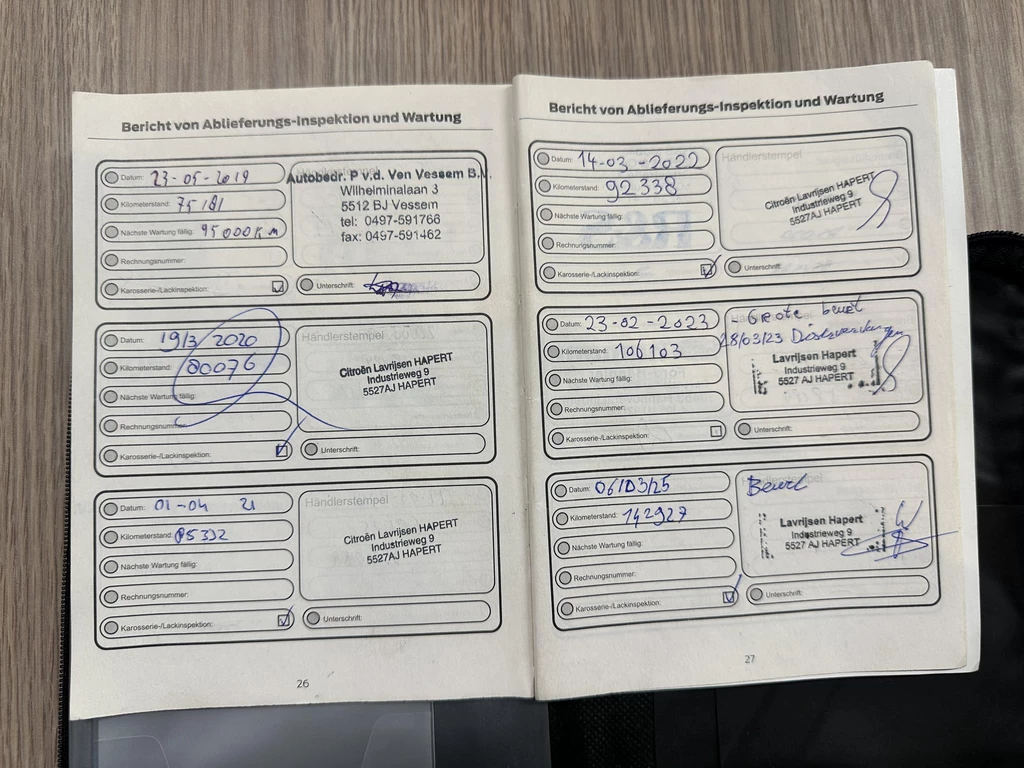 Bericht von Ablieferungs-Inspektion und Wartung
Datum: 23-05-2019
Kilometerstand: 75181
Nächste Wartung fällig: 95000 KM
Rechnungsnummer:
Karosserie-/Lackinspektion:
Autobedr. P v.d. Ven Vessem B.V.
Wilhelminalaan 3
5512 BJ Vessem
tel: 0497-591766
fax: 0497-591462
Unterschrift:
Datum: 19/3 2020
Kilometerstand: 80076
Nächste Wartung fällig:
Rechnungsnummer:
Karosserie-/Lackinspektion:
Händlerstempel
Citroën Lavrijsen HAPERT
Industrieweg 9
5527AJ HAPERT
Unterschrift:
Datum: 01-04 21
Kilometerstand: 85332
Nächste Wartung fällig:
Rechnungsnummer:
Karosserie-/Lackinspektion:
Händlerstempel
Citroën Lavrijsen HAPERT
Industrieweg 9
5527AJ HAPERT
Unterschrift:
26
Bericht von Ablieferungs-Inspektion und Wartung
Datum: 14-03-2022
Kilometerstand: 92338
Nächste Wartung fällig:
Rechnungsnummer:
Karosserie-/Lackinspektion:
Händlerstempel
Citroën Lavrijsen HAPERT
Industrieweg 9
5527AJ HAPERT
Unterschrift:
Datum: 23-02-2023
Kilometerstand: 106103
Nächste Wartung fällig:
Rechnungsnummer:
Karosserie-/Lackinspektion:
- Grote beurt
28/03/23
Lavrijsen Hapert
Industrieweg 9
5527 AJ HAPERT
Unterschrift:
Datum: 06/03/25
Kilometerstand: 142927
Nächste Wartung fällig:
Rechnungsnummer:
Karosserie-/Lackinspektion:
Beurt
Lavrijsen Hapert
Industrieweg 9
5527 AJ HAPERT
Unterschrift:
27